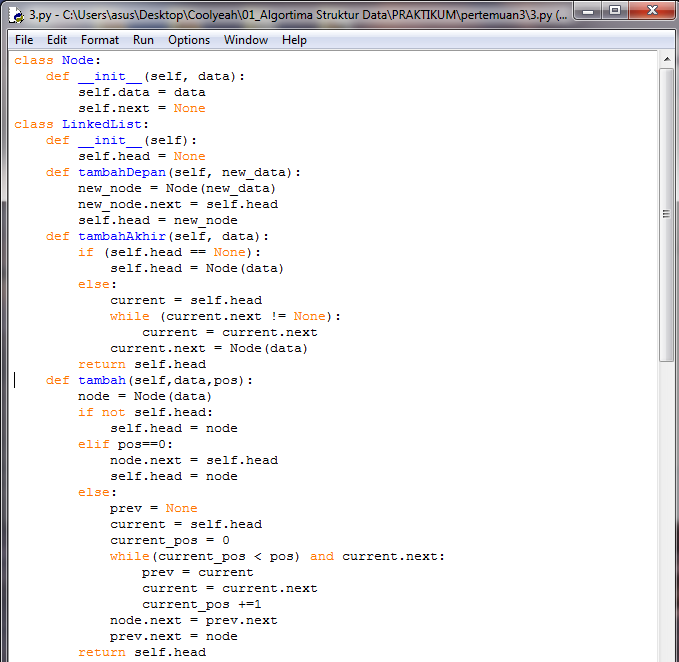 3.py - C:\Users\asus\Desktop\Coolyeah\01_Algortima Struktur Data\PRAKTIKUM\pertemuan3\3.py (...
File Edit Format Run Options Window Help
class Node:
    def __init__(self, data):
        self.data = data
        self.next = None
class LinkedList:
    def __init__(self):
        self.head = None
    def tambahDepan(self, new_data):
        new_node = Node(new_data)
        new_node.next = self.head
        self.head = new_node
    def tambahAkhir(self, data):
        if (self.head == None):
            self.head = Node(data)
        else:
            current = self.head
            while (current.next != None):
                current = current.next
            current.next = Node(data)
        return self.head
    def tambah(self,data,pos):
        node = Node(data)
        if not self.head:
            self.head = node
        elif pos==0:
            node.next = self.head
            self.head = node
        else:
            prev = None
            current = self.head
            current_pos = 0
            while(current_pos < pos) and current.next:
                prev = current
                current = current.next
                current_pos +=1
            node.next = prev.next
            prev.next = node
        return self.head